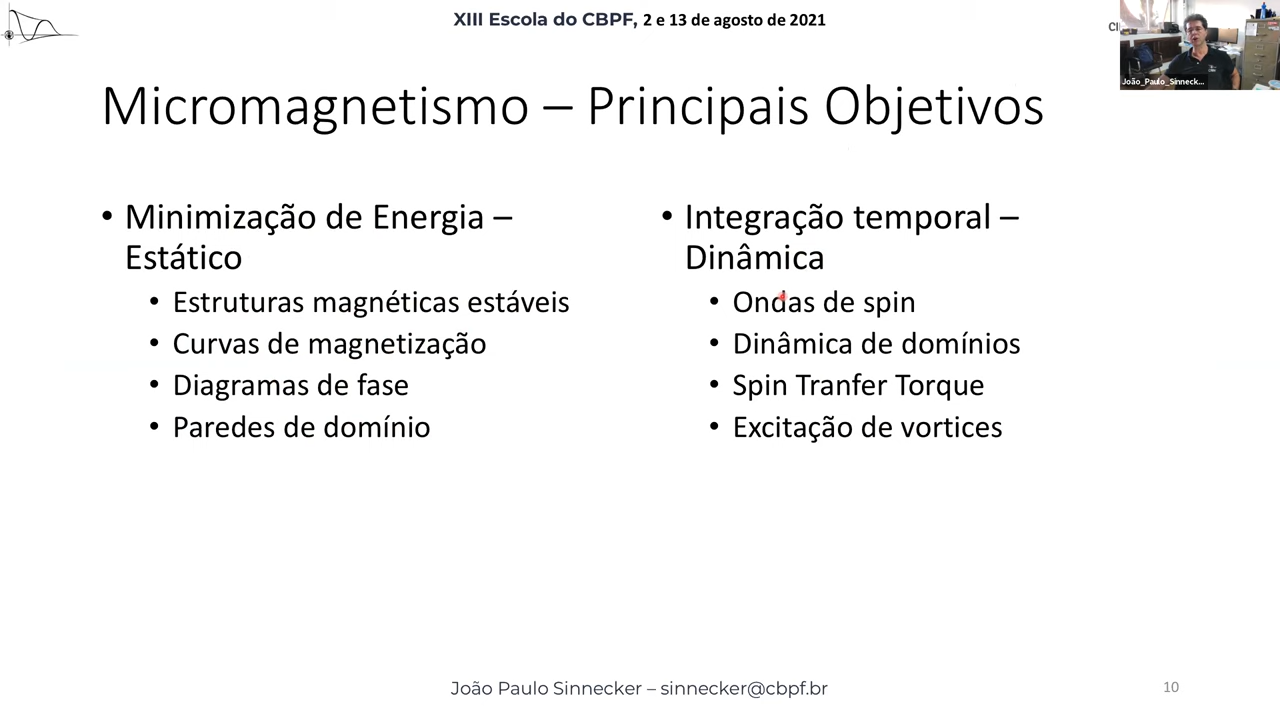 XIII Escola do CBPF, 2 e 13 de agosto de 2021
João_Paulo_Sinneck...
Micromagnetismo – Principais Objetivos
• Minimização de Energia –
Estático
• Estruturas magnéticas estáveis
• Curvas de magnetização
• Diagramas de fase
• Paredes de domínio
• Integração temporal –
Dinâmica
• Ondas de spin
• Dinâmica de domínios
• Spin Tranfer Torque
• Excitação de vortices
João Paulo Sinnecker – sinnecker@cbpf.br
10